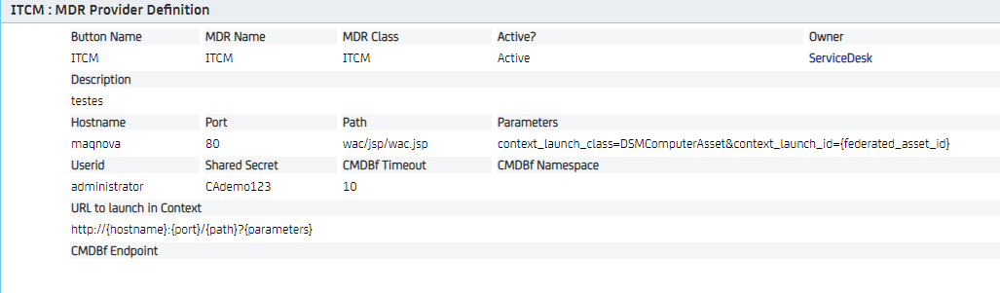 ITCM : MDR Provider Definition
Button Name MDR Name MDR Class Active? Owner
ITCM ITCM ITCM Active ServiceDesk
Description
testes
Hostname Port Path Parameters
maqnova 80 wac/jsp/wac.jsp context_launch_class=DSMComputerAsset&context_launch_id={federated_asset_id}
Userid Shared Secret CMDBf Timeout CMDBf Namespace
administrator CAdemo123 10
URL to launch in Context
http://{hostname}:{port}/{path}?{parameters}
CMDBf Endpoint